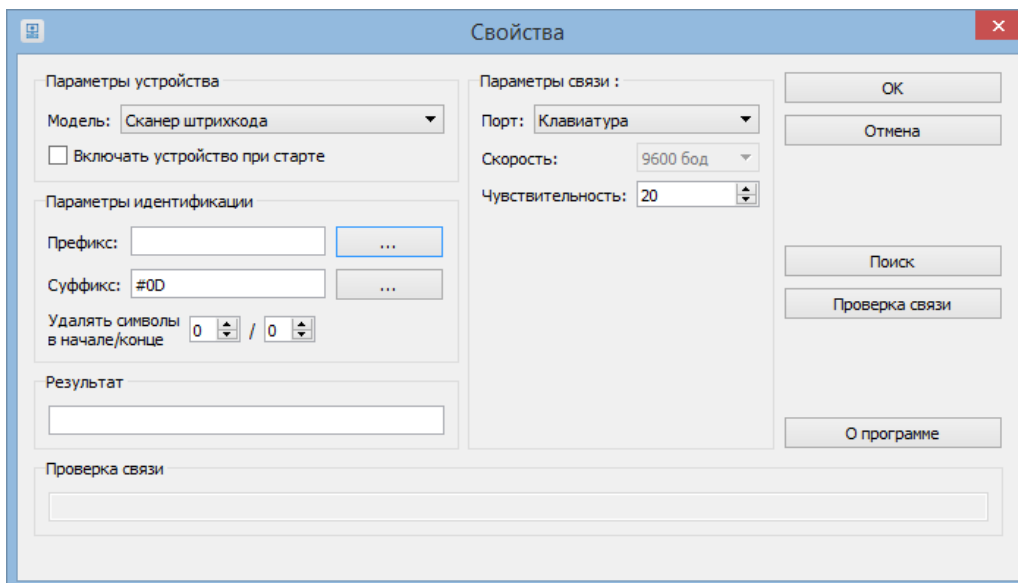 Свойства
Параметры устройства
Модель: Сканер штрихкода
Включать устройство при старте
Параметры идентификации
Префикс: ...
Суффикс: #0D ...
Удалять символы
в начале/конце 0 / 0
Результат
Параметры связи :
Порт: Клавиатура
Скорость: 9600 бод
Чувствительность: 20
OK
Отмена
Поиск
Проверка связи
О программе
Проверка связи